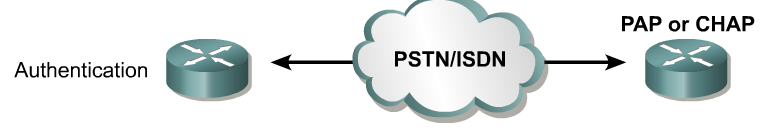 PAP or CHAP
Authentication
PSTN/ISDN